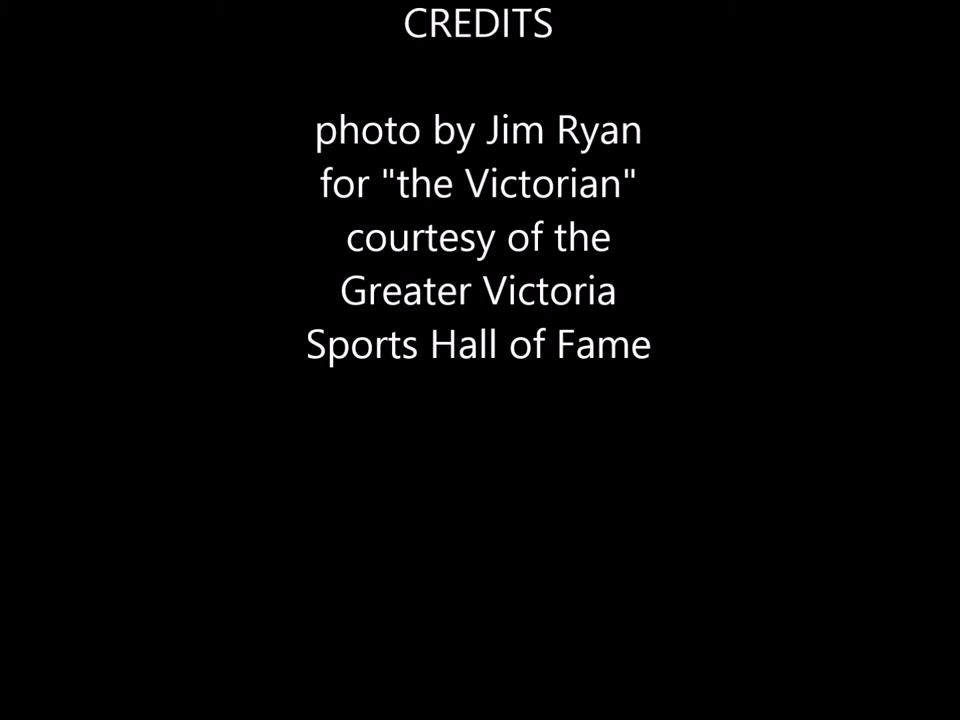 CREDITS
photo by Jim Ryan
for "the Victorian"
courtesy of the
Greater Victoria
Sports Hall of Fame